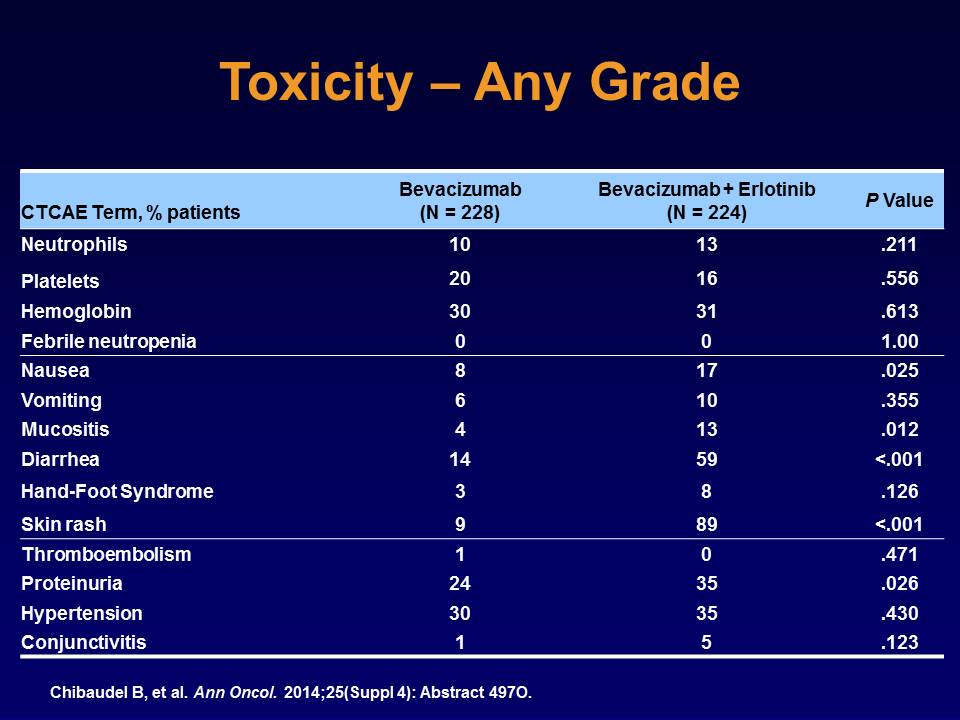 Toxicity – Any Grade
CTCAE Term, % patients Bevacizumab (N = 228) Bevacizumab + Erlotinib (N = 224) P Value
Neutrophils 10 13 .211
Platelets 20 16 .556
Hemoglobin 30 31 .613
Febrile neutropenia 0 0 1.00
Nausea 8 17 .025
Vomiting 6 10 .355
Mucositis 4 13 .012
Diarrhea 14 59 <.001
Hand-Foot Syndrome 3 8 .126
Skin rash 9 89 <.001
Thromboembolism 1 0 .471
Proteinuria 24 35 .026
Hypertension 30 35 .430
Conjunctivitis 1 5 .123
Chibaudel B, et al. Ann Oncol. 2014;25(Suppl 4): Abstract 497O.